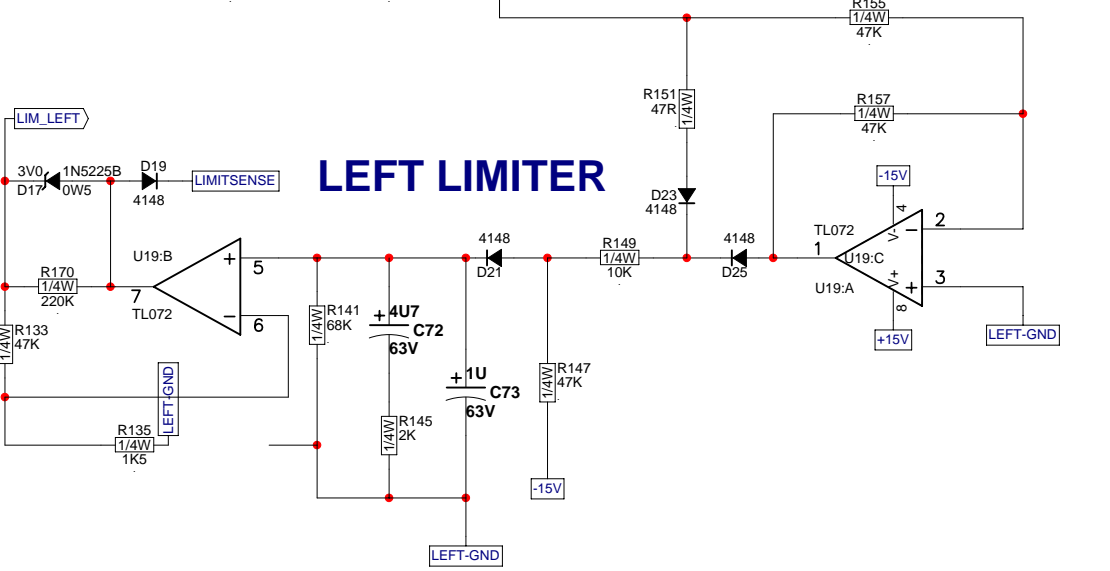 R155
1/4W
47K
R151
47R
1/4W
R157
1/4W
47K
LIM_LEFT
3V0
1N5225B
D17
0W5
D19
4148
LIMITSENSE
LEFT LIMITER
-15V
4
V-
D23
4148
TL072
2
1
U19:C
3
V+
U19:A
8
+15V
LEFT-GND
U19:B
+
5
-
6
7
TL072
4148
D21
R149
1/4W
10K
4148
D25
R170
1/4W
220K
R133
47K
1/4W
R141
68K
1/4W
+ 4U7
C72
63V
+ 1U
C73
63V
R147
47K
1/4W
R145
2K
1/4W
LEFT-GND
R135
1/4W
1K5
-15V
LEFT-GND